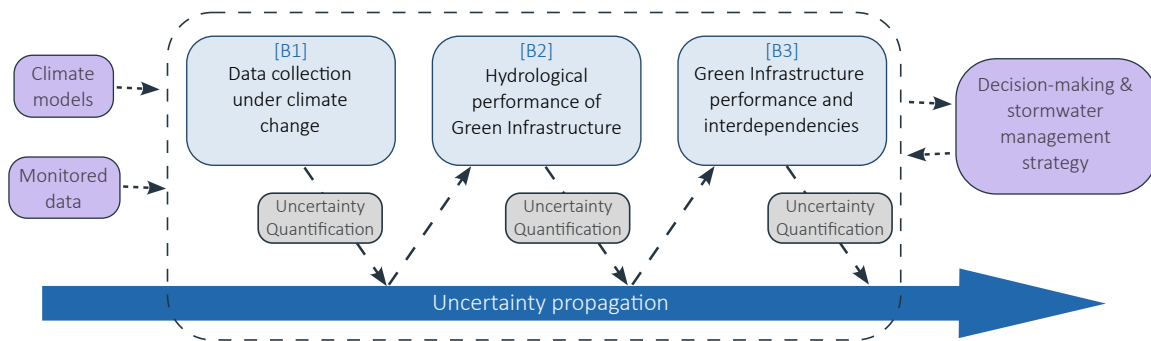 Climate
models
Monitored
data
[B1]
Data collection
under climate
change
[B2]
Hydrological
performance of
Green Infrastructure
[B3]
Green Infrastructure
performance and
interdependencies
Decision-making &
stormwater
management
strategy
Uncertainty
Quantification
Uncertainty
Quantification
Uncertainty
Quantification
Uncertainty propagation